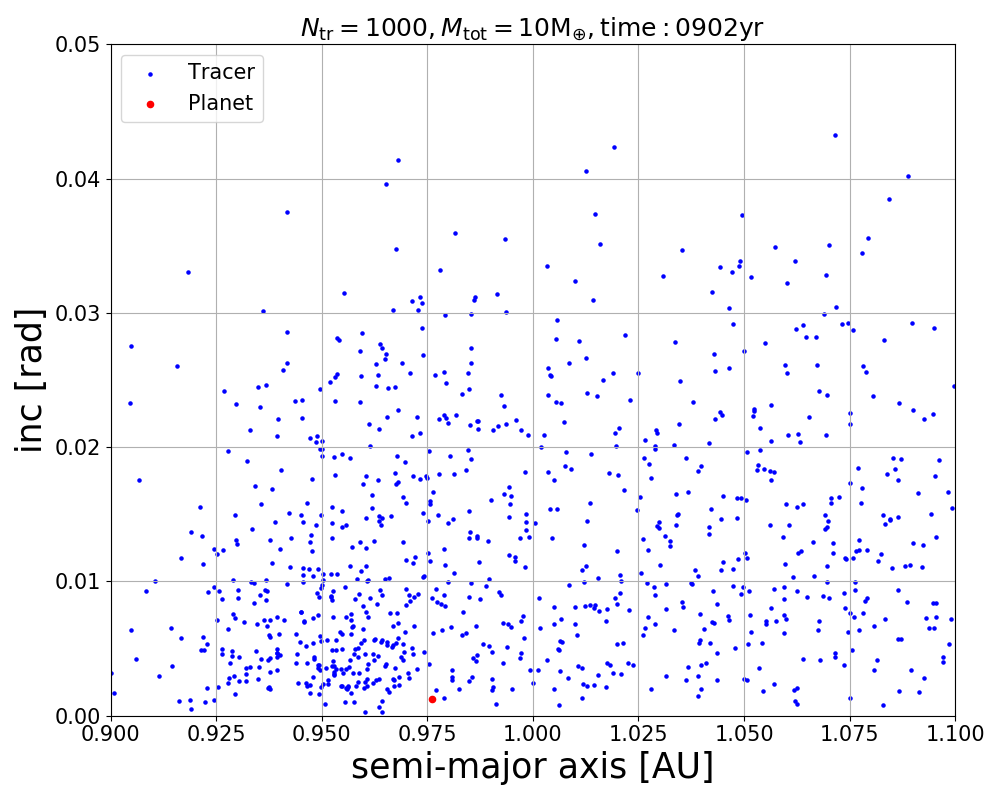 N_tr = 1000, M_tot = 10M_⊕, time : 0902yr
0.05
Tracer
Planet
0.04
0.03
0.02
0.01
0.00
inc [rad]
0.900 0.925 0.950 0.975 1.000 1.025 1.050 1.075 1.100
semi-major axis [AU]